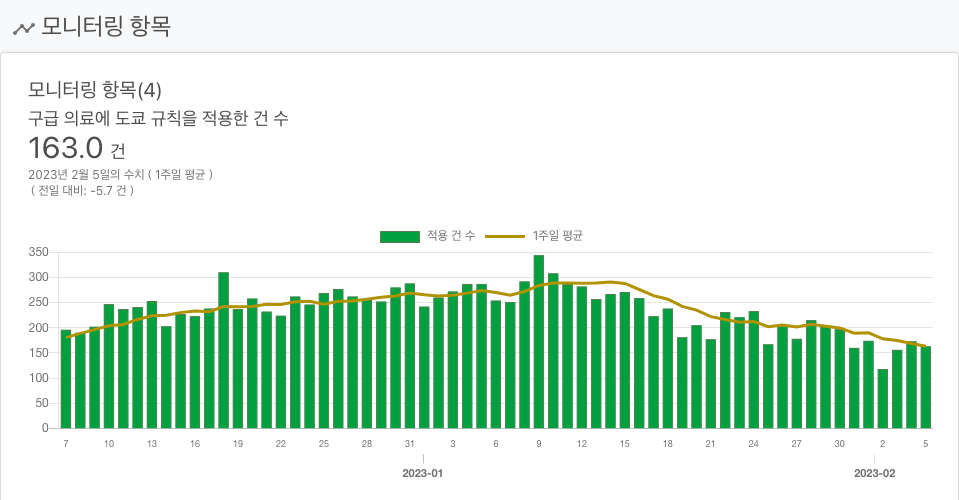 모니터링 항목
모니터링 항목(4)
구급 의료에 도쿄 규칙을 적용한 건 수
163.0 건
2023년 2월 5일의 수치 ( 1주일 평균 )
( 전일 대비: -5.7 건 )
적용 건 수 1주일 평균
350
300
250
200
150
100
50
0
7 10 13 16 19 22 25 28 31 3 6 9 12 15 18 21 24 27 30 2 5
2023-01 2023-02